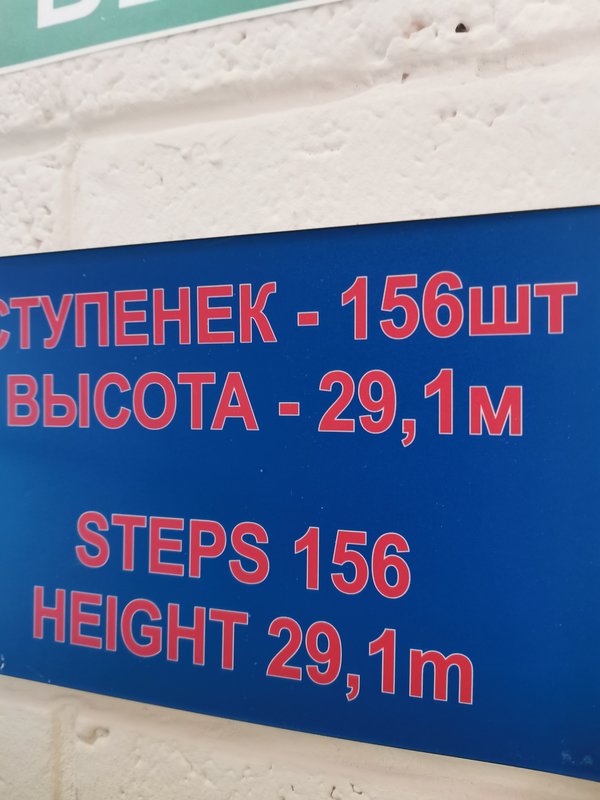 СТУПЕНЕК - 156шт
ВЫСОТА - 29,1м
STEPS 156
HEIGHT 29,1m